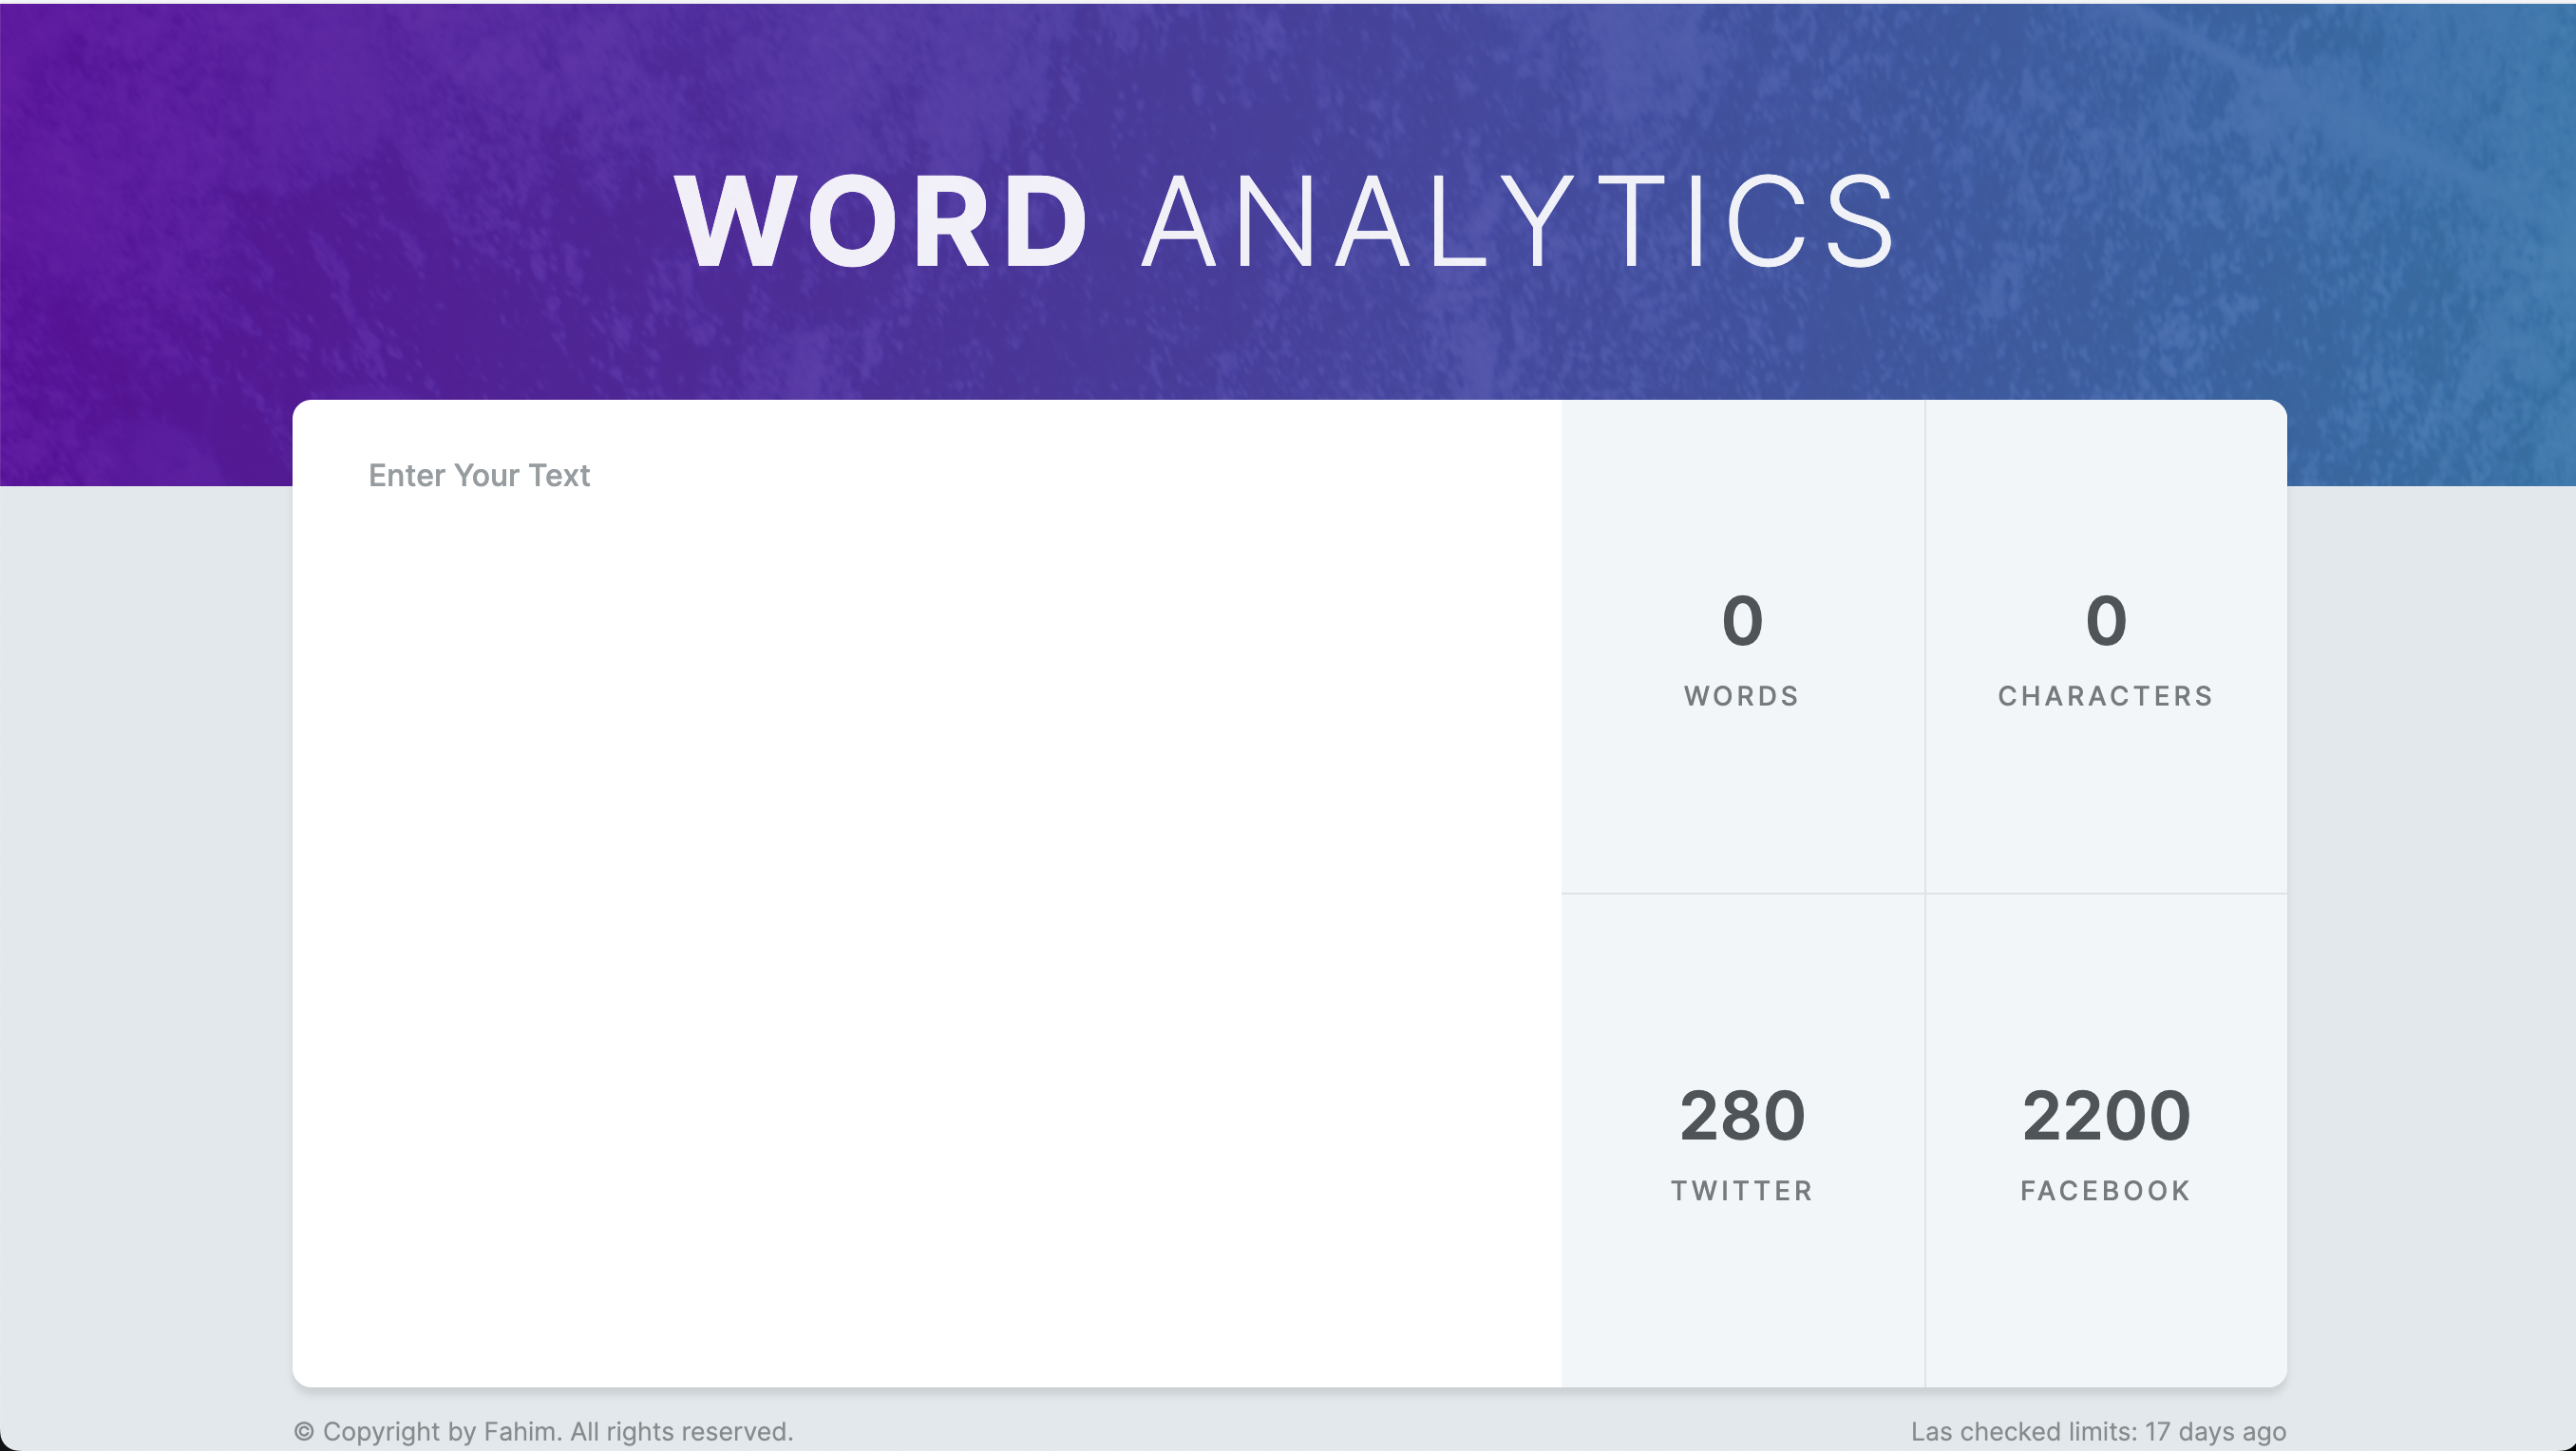 WORD ANALYTICS
Enter Your Text
0
WORDS
0
CHARACTERS
280
TWITTER
2200
FACEBOOK
© Copyright by Fahim. All rights reserved.
Las checked limits: 17 days ago